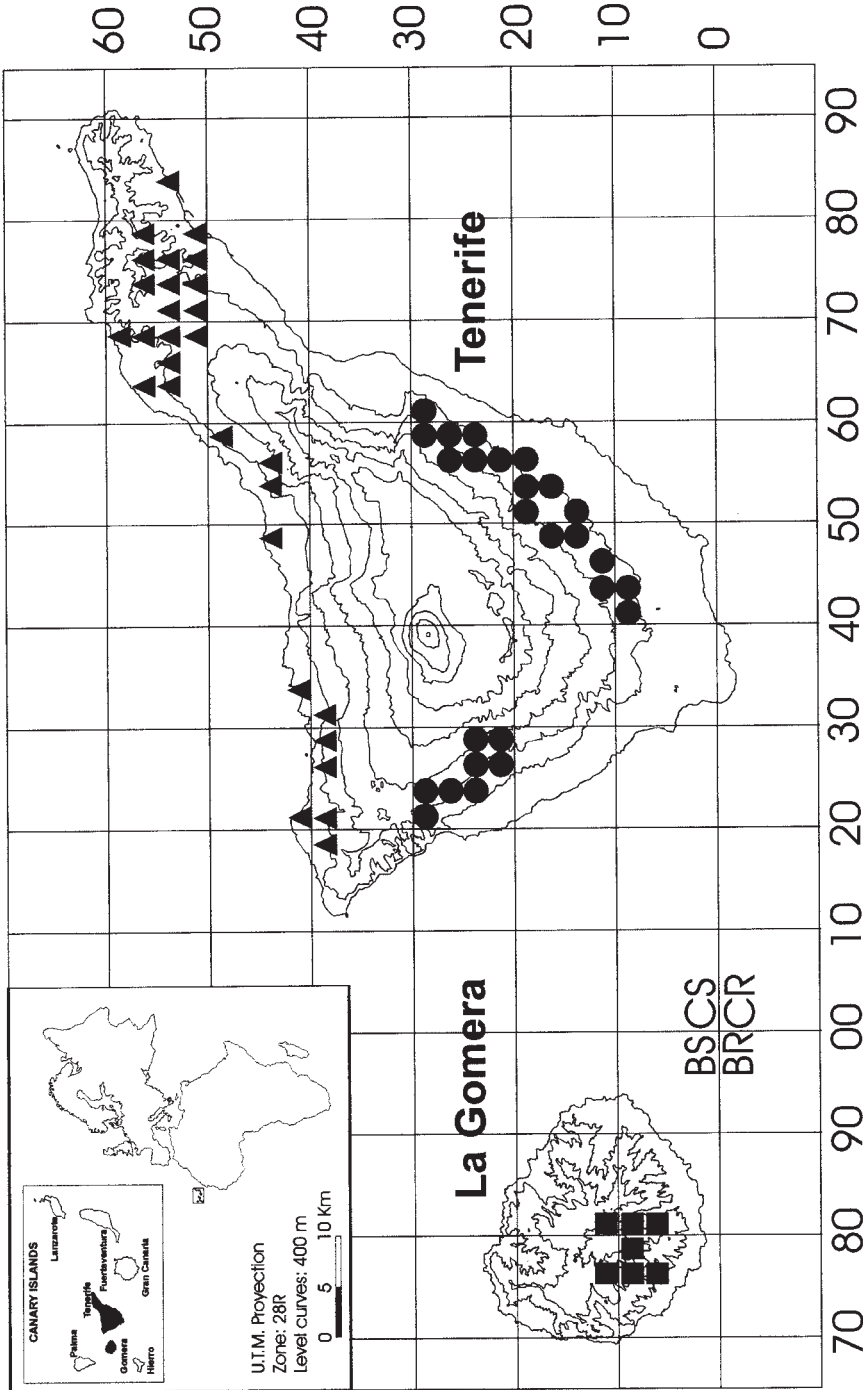 CANARY ISLANDS
Palma
Lanzarote
Tenerife
Fuerteventura
Gomera
Gran Canaria
Hierro
U.T.M. Proyection
Zone: 28R
Level curves: 400 m
0 5 10 Km
La Gomera
Tenerife
BS CS
BR CR
60
50
40
30
20
10
0
70 80 90 00 10 20 30 40 50 60 70 80 90